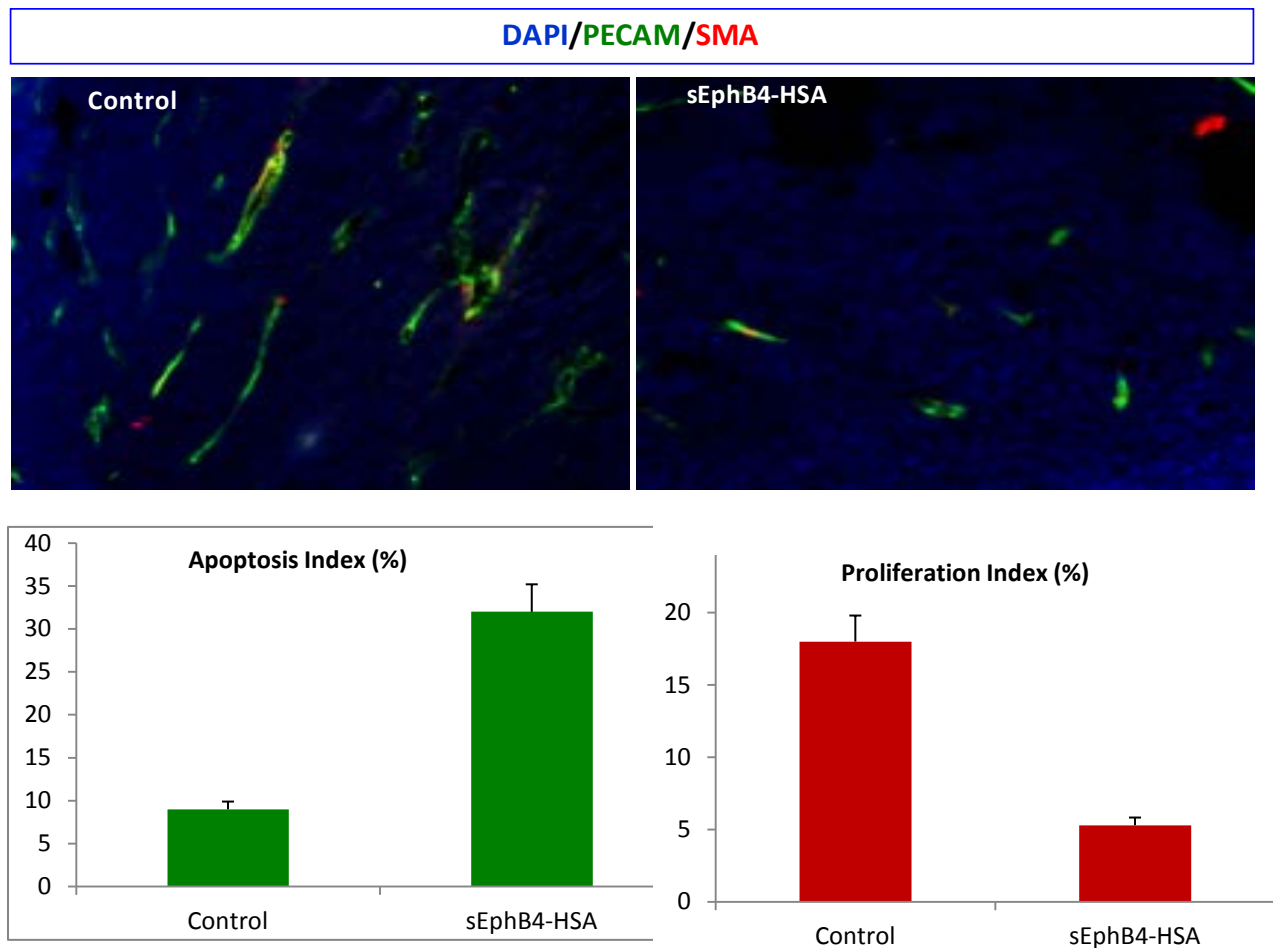 DAPI/PECAM/SMA
Control
sEphB4-HSA
Apoptosis Index (%)
40
35
30
25
20
15
10
5
0
Control
sEphB4-HSA
Proliferation Index (%)
20
15
10
5
0
Control
sEphB4-HSA